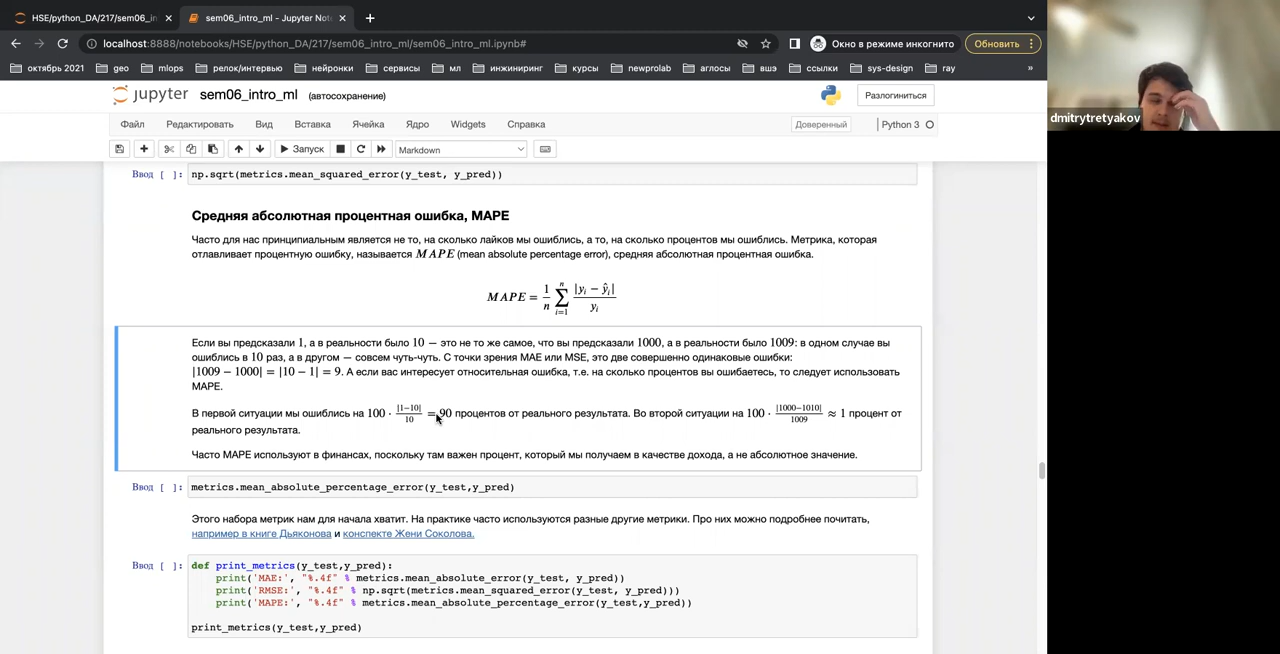 HSE/python_DA/217/sem06_in
sem06_intro_ml - Jupyter Not
localhost:8888/notebooks/HSE/python_DA/217/sem06_intro_ml/sem06_intro_ml.ipynb#
Окно в режиме инкогнито
Обновить
октябрь 2021 geo mlops релок/интервью нейронки сервисы мл инжиниринг курсы newprolab аглосы вшэ ссылки sys-design ray »
jupyter sem06_intro_ml (автосохранение)
Разлогиниться
Файл Редактировать Вид Вставка Ячейка Ядро Widgets Справка
Доверенный Python 3
Запуск Markdown
Ввод [ ]: np.sqrt(metrics.mean_squared_error(y_test, y_pred))
Средняя абсолютная процентная ошибка, MAPE
Часто для нас принципиальным является не то, на сколько лайков мы ошиблись, а то, на сколько процентов мы ошиблись. Метрика, которая
отлавливает процентную ошибку, называется MAPE (mean absolute percentage error), средняя абсолютная процентная ошибка.
MAPE = 1/n ∑_{i=1}^{n} |y_i − ŷ_i| / y_i
Если вы предсказали 1, а в реальности было 10 — это не то же самое, что вы предсказали 1000, а в реальности было 1009: в одном случае вы
ошиблись в 10 раз, а в другом — совсем чуть-чуть. С точки зрения MAE или MSE, это две совершенно одинаковые ошибки:
|1009 − 1000| = |10 − 1| = 9. А если вас интересует относительная ошибка, т.е. на сколько процентов вы ошибаетесь, то следует использовать
MAPE.
В первой ситуации мы ошиблись на 100 · |1−10|/10 = 90 процентов от реального результата. Во второй ситуации на 100 · |1000−1010|/1009 ≈ 1 процент от
реального результата.
Часто MAPE используют в финансах, поскольку там важен процент, который мы получаем в качестве дохода, а не абсолютное значение.
Ввод [ ]: metrics.mean_absolute_percentage_error(y_test,y_pred)
Этого набора метрик нам для начала хватит. На практике часто используются разные другие метрики. Про них можно подробнее почитать,
например в книге Дьяконова и конспекте Жени Соколова.
Ввод [ ]: def print_metrics(y_test,y_pred):
print('MAE:', "%.4f" % metrics.mean_absolute_error(y_test, y_pred))
print('RMSE:', "%.4f" % np.sqrt(metrics.mean_squared_error(y_test, y_pred)))
print('MAPE:', "%.4f" % metrics.mean_absolute_percentage_error(y_test,y_pred))
print_metrics(y_test,y_pred)
dmitrytretyakov